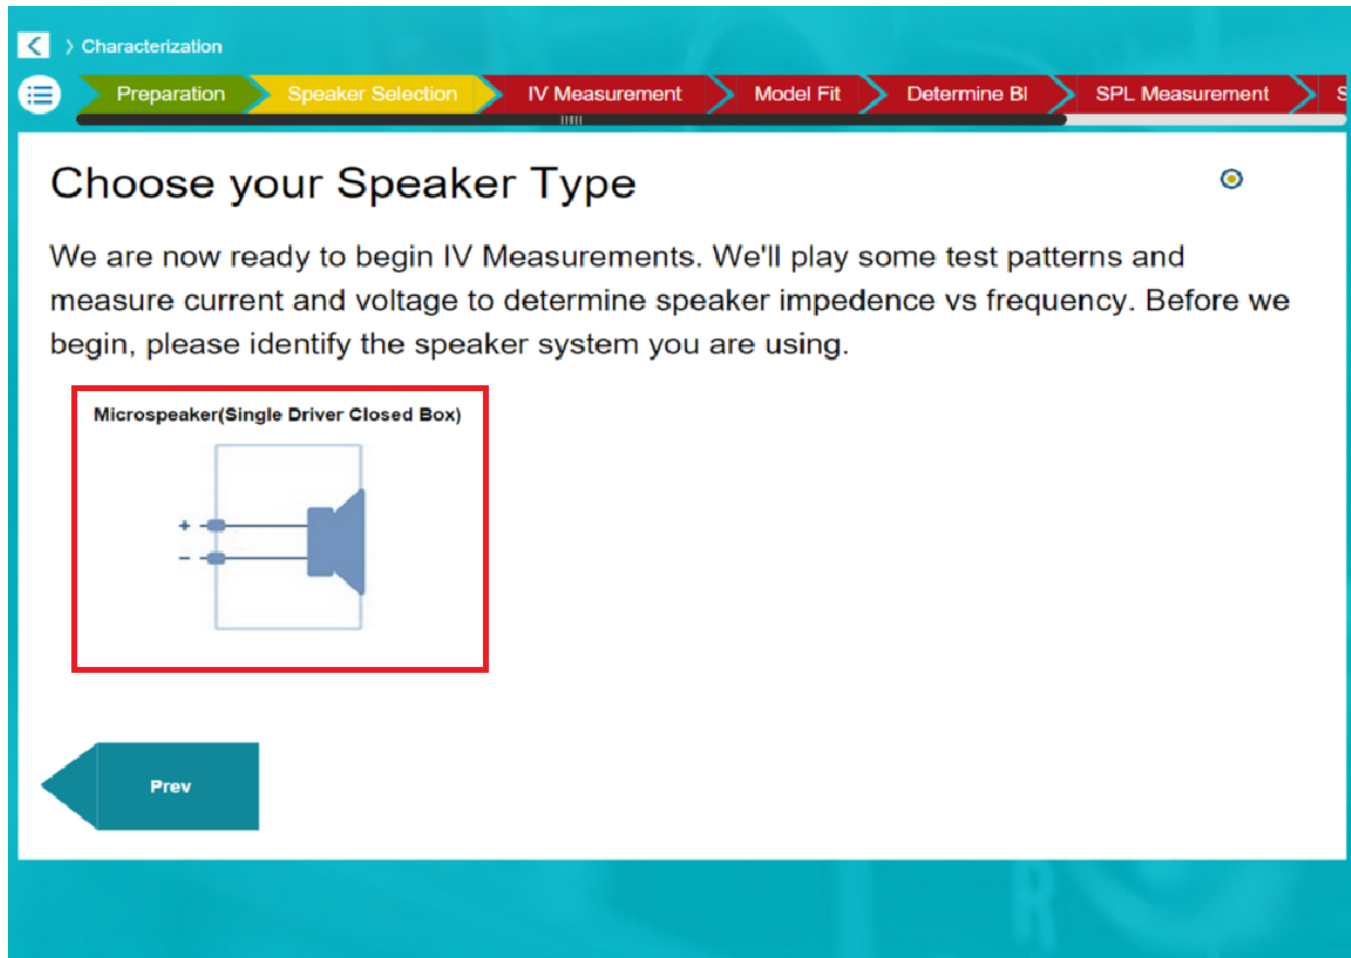 Characterization
Preparation
Speaker Selection
IV Measurement
Model Fit
Determine Bl
SPL Measurement
S
Choose your Speaker Type
We are now ready to begin IV Measurements. We'll play some test patterns and
measure current and voltage to determine speaker impedence vs frequency. Before we
begin, please identify the speaker system you are using.
Microspeaker(Single Driver Closed Box)
+
-
Prev
R